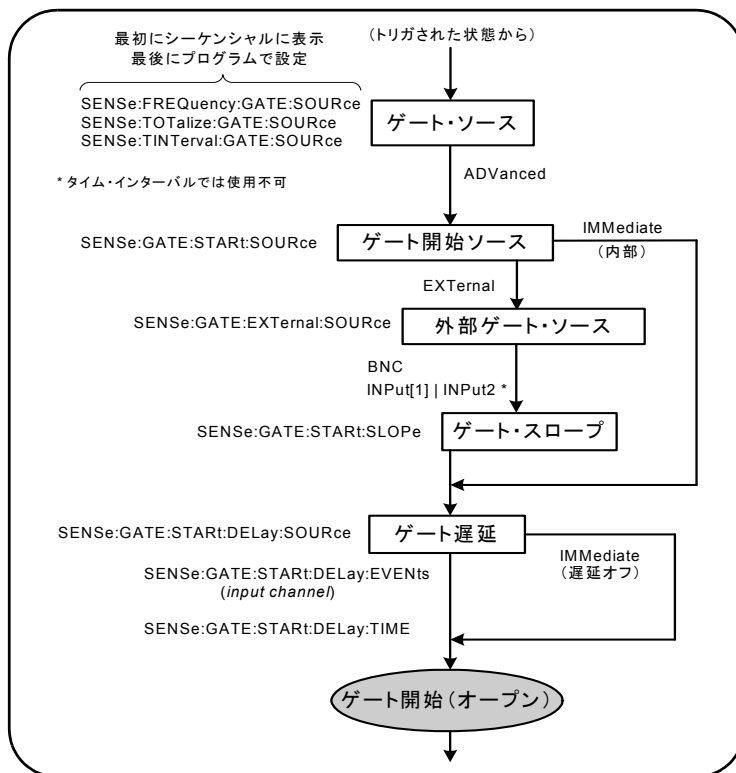 最初にシーケンシャルに表示
最後にプログラムで設定
(トリガされた状態から)
SENSe:FREQuency:GATE:SOURce
SENSe:TOTalize:GATE:SOURce
SENSe:TINTerval:GATE:SOURce
ゲート・ソース
* タイム・インターバルでは使用不可
ADVanced
SENSe:GATE:STARt:SOURce
ゲート開始ソース
IMMediate
(内部)
EXTernal
SENSe:GATE:EXTernal:SOURce
外部ゲート・ソース
BNC
INPut[1] | INPut2 *
SENSe:GATE:STARt:SLOPe
ゲート・スロープ
SENSe:GATE:STARt:DELay:SOURce
ゲート遅延
IMMediate
(遅延オフ)
SENSe:GATE:STARt:DELay:EVENts
(input channel)
SENSe:GATE:STARt:DELay:TIME
ゲート開始(オープン)